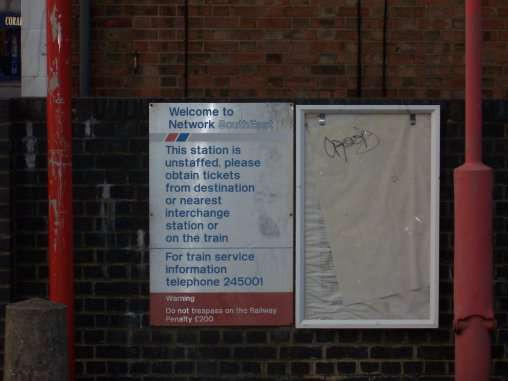 CORAL
Welcome to
Network SouthEast
This station is
unstaffed, please
obtain tickets
from destination
or nearest
interchange
station or
on the train
For train service
information
telephone 245001
Warning
Do not trespass on the Railway
Penalty £200